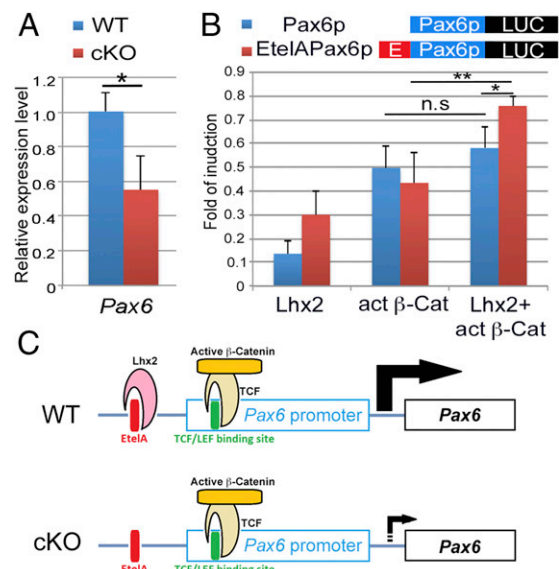 A
WT
cKO
*
Relative expression level
1.2
1.0
0.8
0.6
0.4
0.2
0
Pax6
B
Pax6p
Pax6p LUC
EtelAPax6p
E Pax6p LUC
Fold of inudction
0.9
0.8
0.7
0.6
0.5
0.4
0.3
0.2
0.1
0
**
*
n.s
Lhx2
act β-Cat
Lhx2+
act β-Cat
C
WT
Lhx2
EtelA
Active β-Catenin
TCF
Pax6 promoter
TCF/LEF binding site
Pax6
cKO
EtelA
Active β-Catenin
TCF
Pax6 promoter
TCF/LEF binding site
Pax6